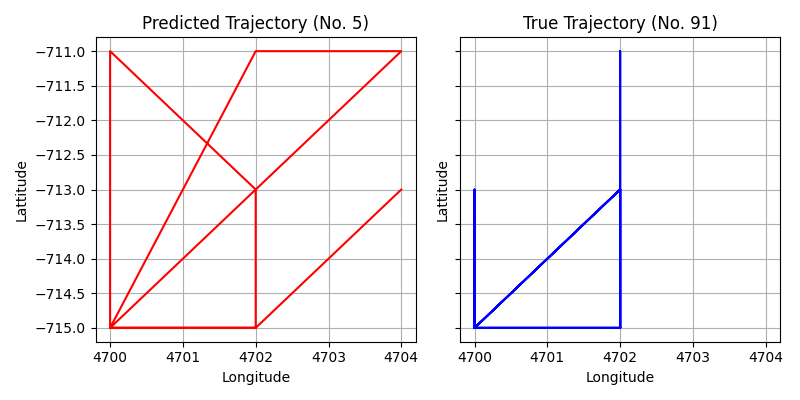 Predicted Trajectory (No. 5)
True Trajectory (No. 91)
Lattitude
−711.0
−711.5
−712.0
−712.5
−713.0
−713.5
−714.0
−714.5
−715.0
4700 4701 4702 4703 4704
Longitude
Lattitude
4700 4701 4702 4703 4704
Longitude